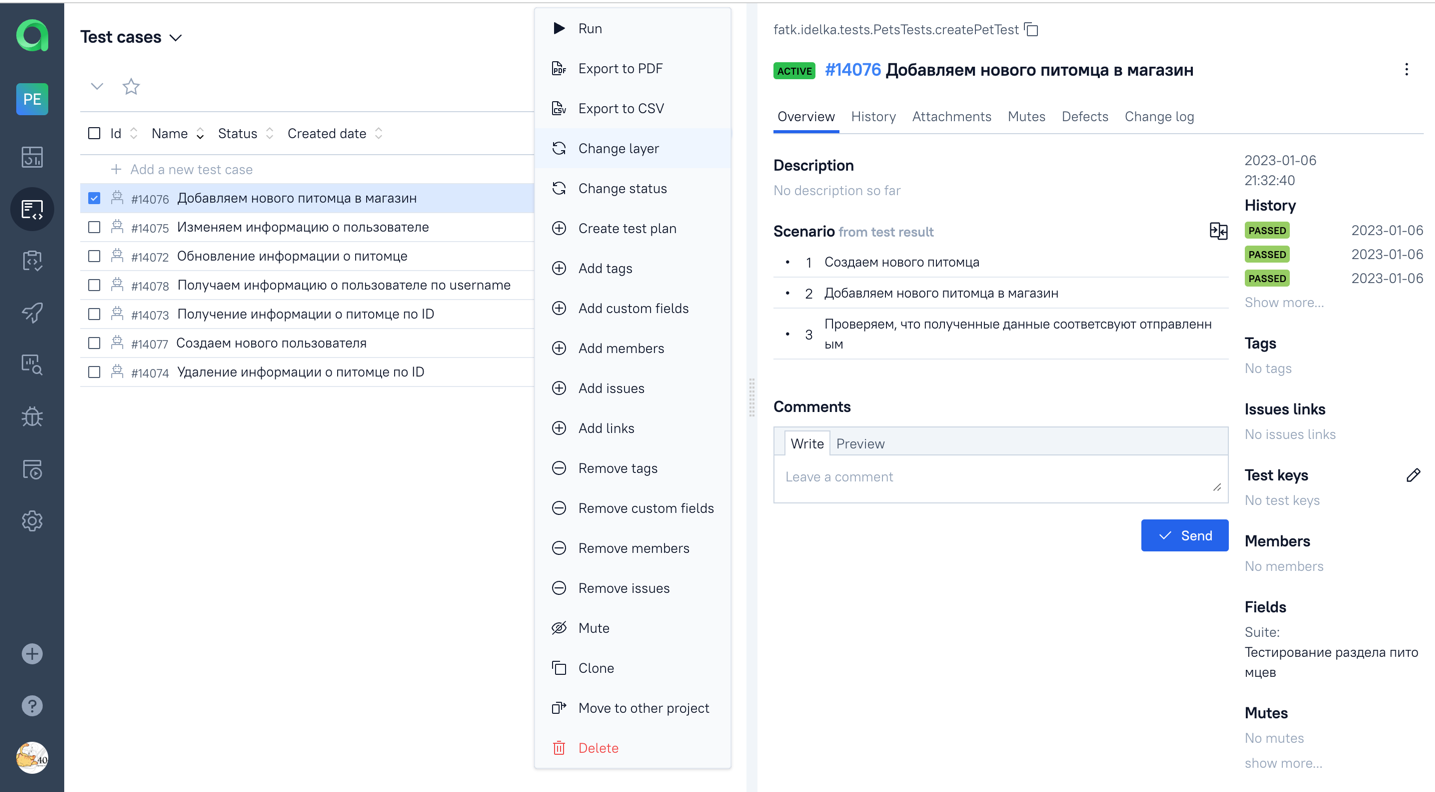 PE
Test cases
Id Name Status Created date
Add a new test case
#14076 Добавляем нового питомца в магазин
#14075 Изменяем информацию о пользователе
#14072 Обновление информации о питомце
#14078 Получаем информацию о пользователе по username
#14073 Получение информации о питомце по ID
#14077 Создаем нового пользователя
#14074 Удаление информации о питомце по ID
Run
Export to PDF
Export to CSV
Change layer
Change status
Create test plan
Add tags
Add custom fields
Add members
Add issues
Add links
Remove tags
Remove custom fields
Remove members
Remove issues
Mute
Clone
Move to other project
Delete
fatk.idelka.tests.PetsTests.createPetTest
ACTIVE #14076 Добавляем нового питомца в магазин
Overview History Attachments Mutes Defects Change log
Description
No description so far
Scenario from test result
1 Создаем нового питомца
2 Добавляем нового питомца в магазин
3 Проверяем, что полученные данные соответсвуют отправленн
ым
Comments
Write Preview
Leave a comment
Send
2023-01-06
21:32:40
History
PASSED 2023-01-06
PASSED 2023-01-06
PASSED 2023-01-06
Show more...
Tags
No tags
Issues links
No issues links
Test keys
No test keys
Members
No members
Fields
Suite:
Тестирование раздела пито
мцев
Mutes
No mutes
show more...